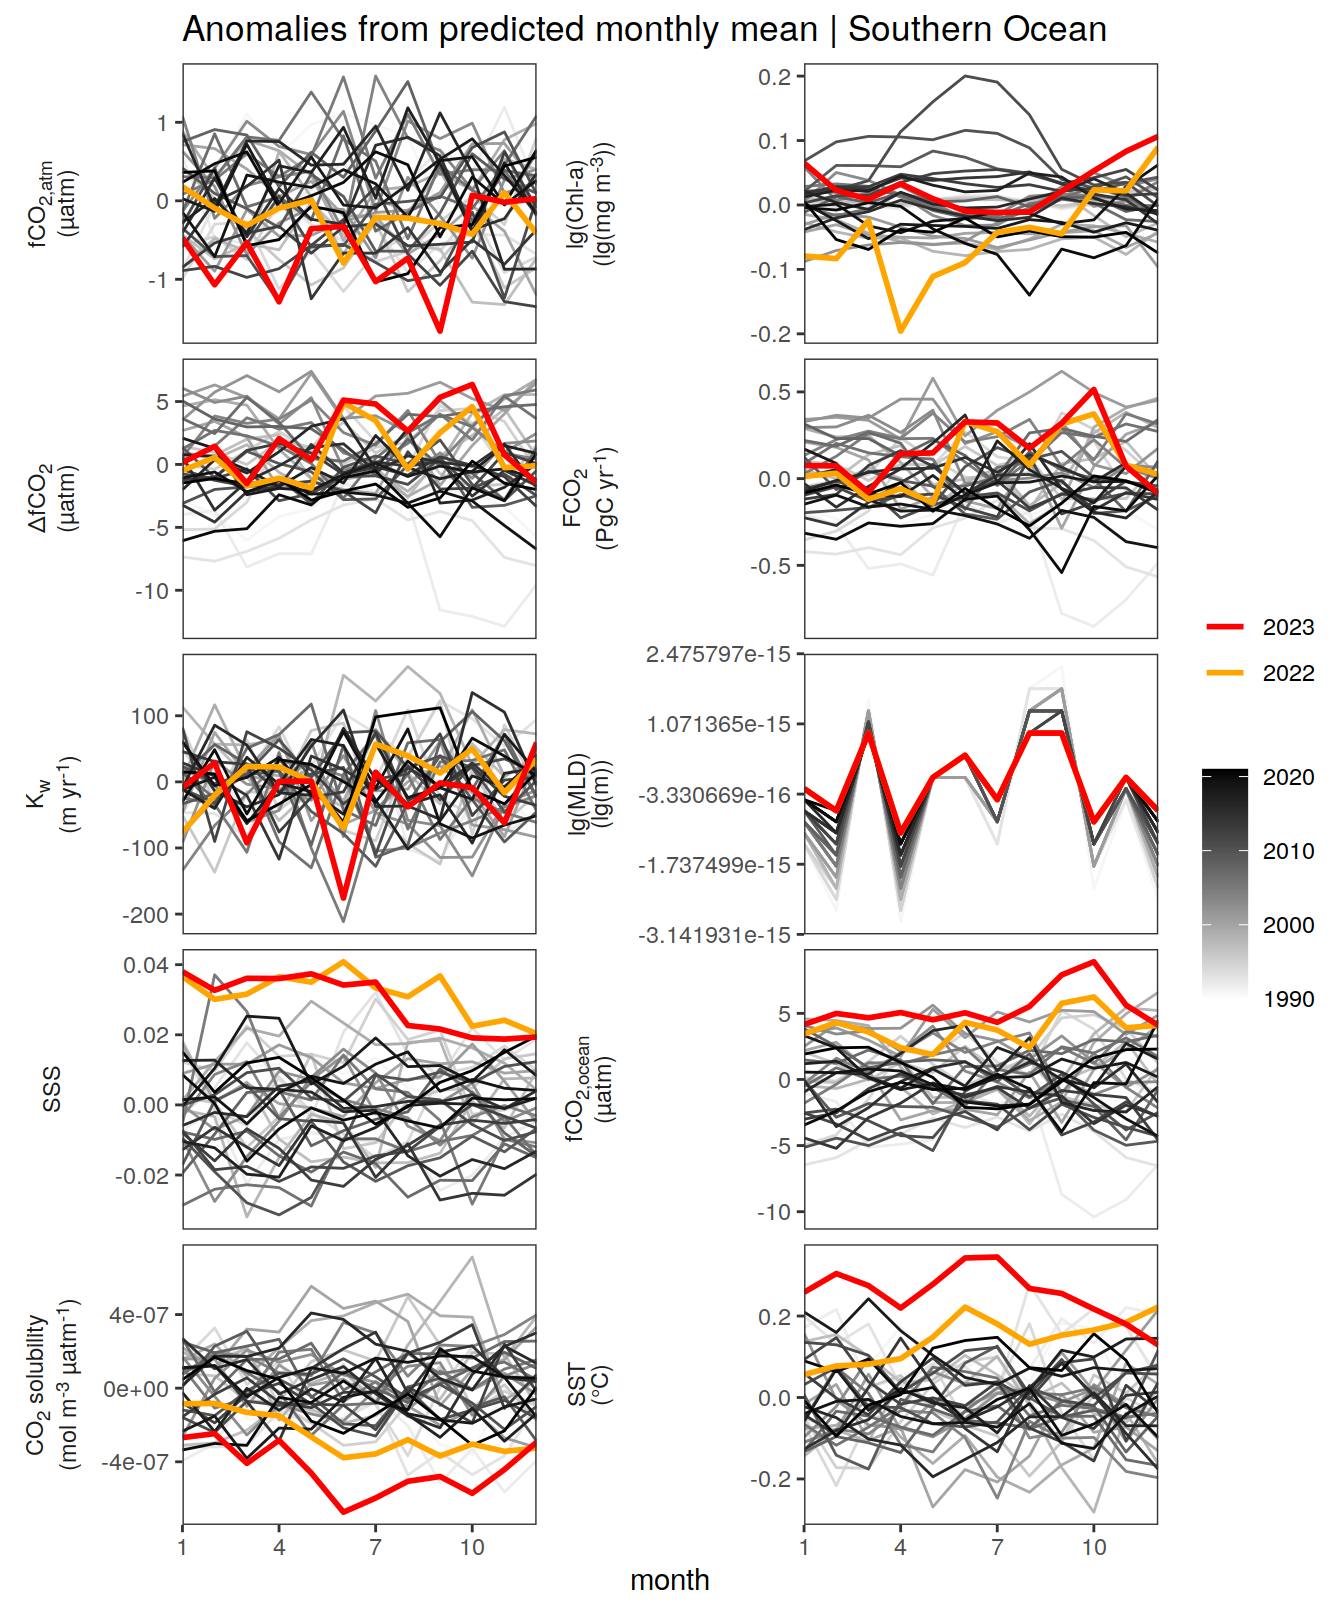 Anomalies from predicted monthly mean | Southern Ocean
fCO2,atm
(µatm)
1
0
-1
lg(Chl-a)
(lg(mg m-3))
0.2
0.1
0.0
-0.1
-0.2
ΔfCO2
(µatm)
5
0
-5
-10
FCO2
(PgC yr-1)
0.5
0.0
-0.5
Kw
(m yr-1)
100
0
-100
-200
lg(MLD)
(lg(m))
2.475797e-15
1.071365e-15
-3.330669e-16
-1.737499e-15
-3.141931e-15
SSS
0.04
0.02
0.00
-0.02
fCO2,ocean
(µatm)
5
0
-5
-10
CO2 solubility
(mol m-3 µatm-1)
4e-07
0e+00
-4e-07
SST
(°C)
0.2
0.0
-0.2
1 4 7 10
1 4 7 10
month
2023
2022
2020
2010
2000
1990